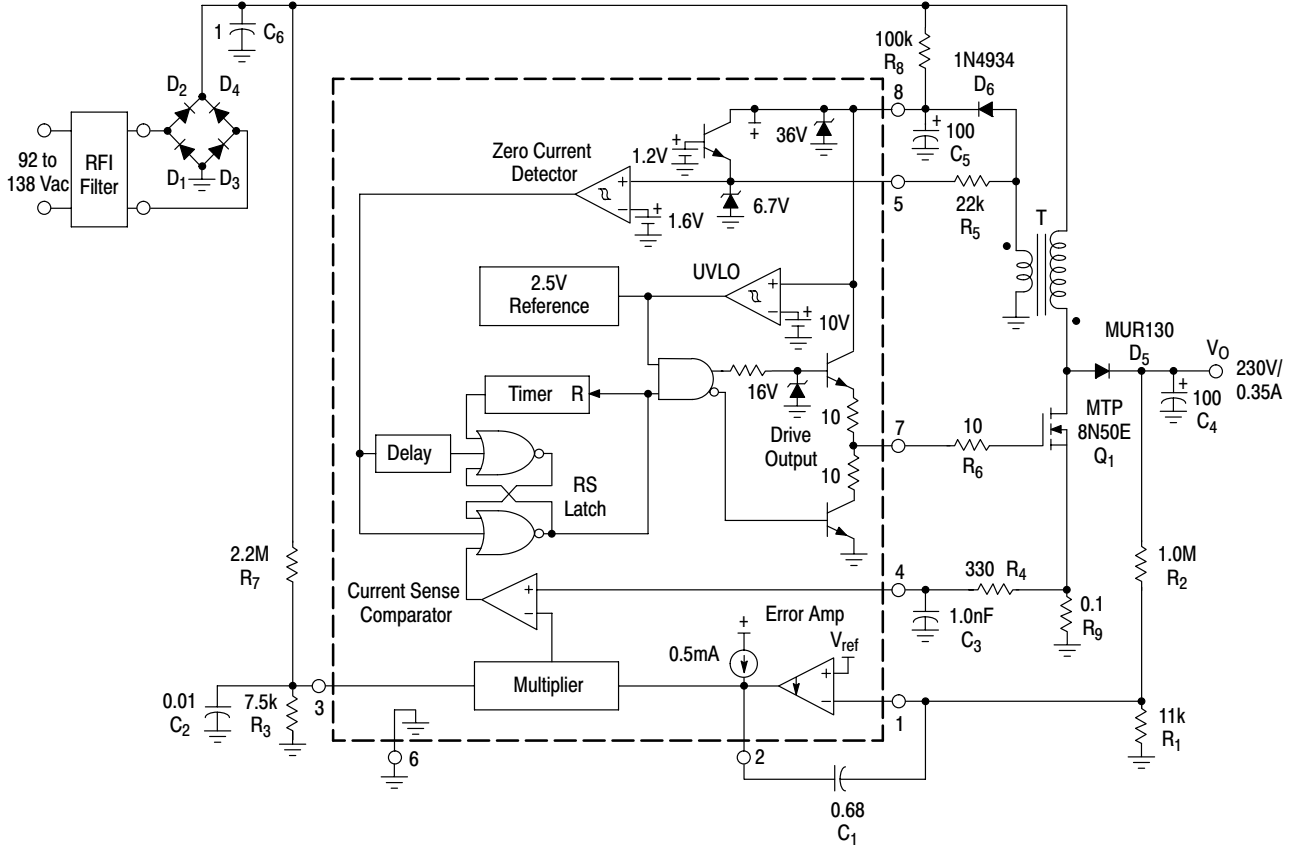 1
C6
D2
D4
D1
D3
92 to
138 Vac
RFI
Filter
100k
R8
1N4934
D6
8
+
100
C5
+
36V
1.2V
+
Zero Current
Detector
+
−
+
1.6V
6.7V
5
22k
R5
T
2.5V
Reference
UVLO
+
−
+
10V
Timer R
Delay
RS
Latch
16V
10
10
Drive
Output
7
10
R6
MTP
8N50E
Q1
MUR130
D5
VO
230V/
0.35A
+
100
C4
2.2M
R7
Current Sense
Comparator
+
−
4
330 R4
1.0nF
C3
0.1
R9
1.0M
R2
Error Amp
+
0.5mA
Vref
+
−
1
Multiplier
3
0.01
C2
7.5k
R3
6
2
0.68
C1
11k
R1